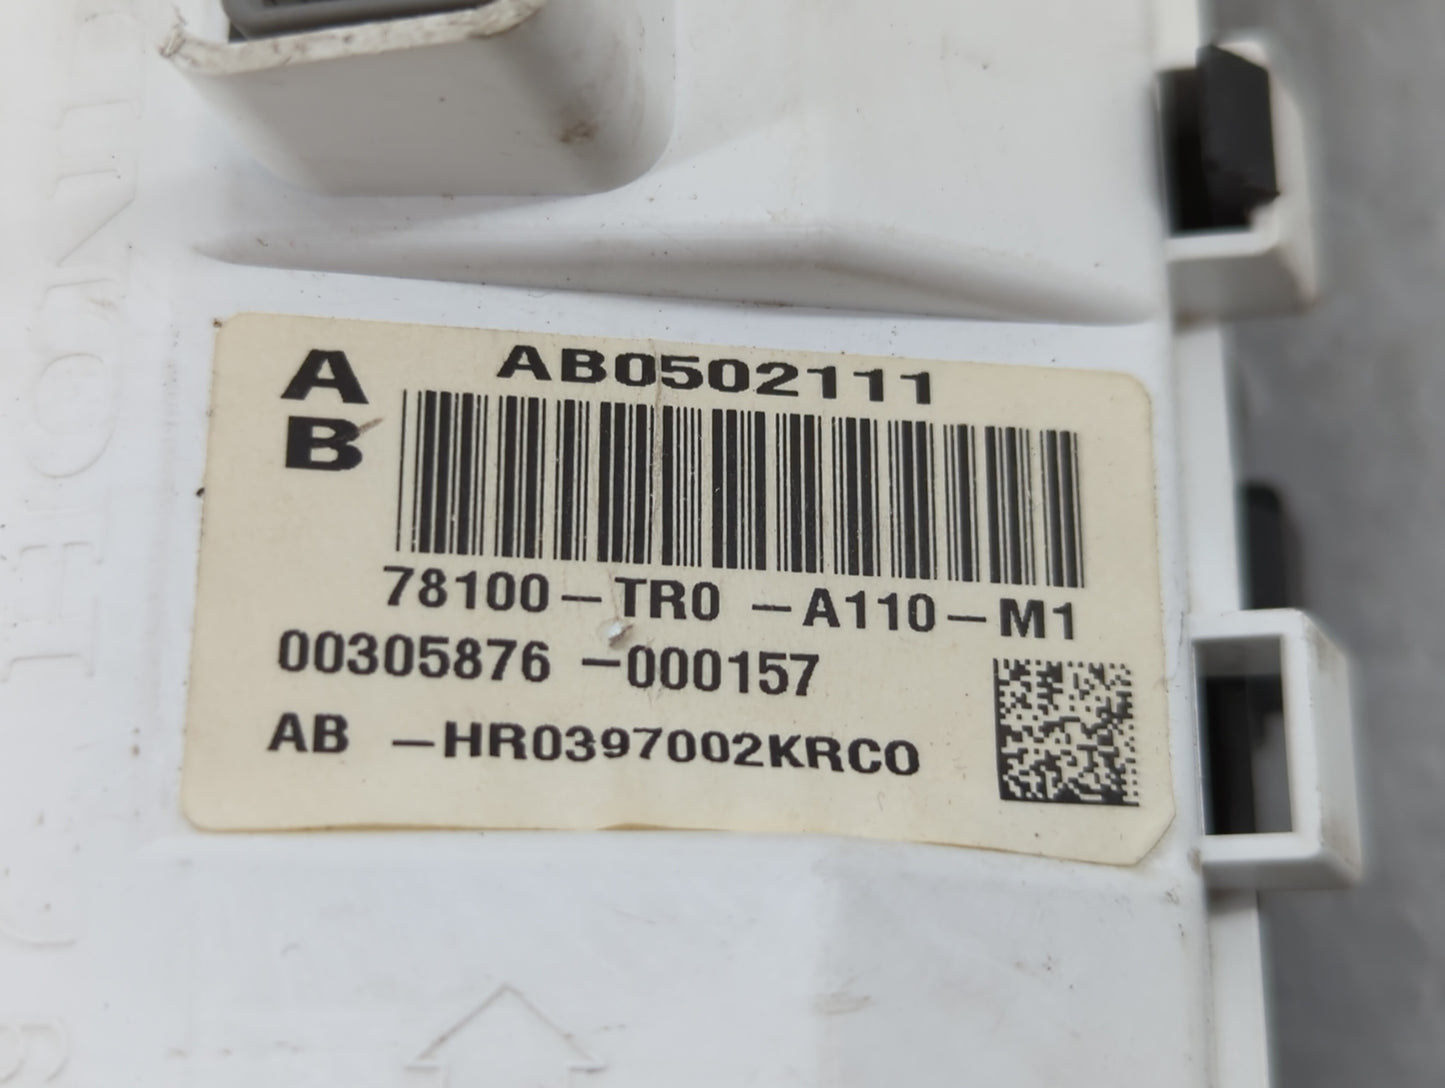 A
B
AB0502111
78100-TR0 -A110-M1
00305876 -000157
AB -HR0397002KRC0